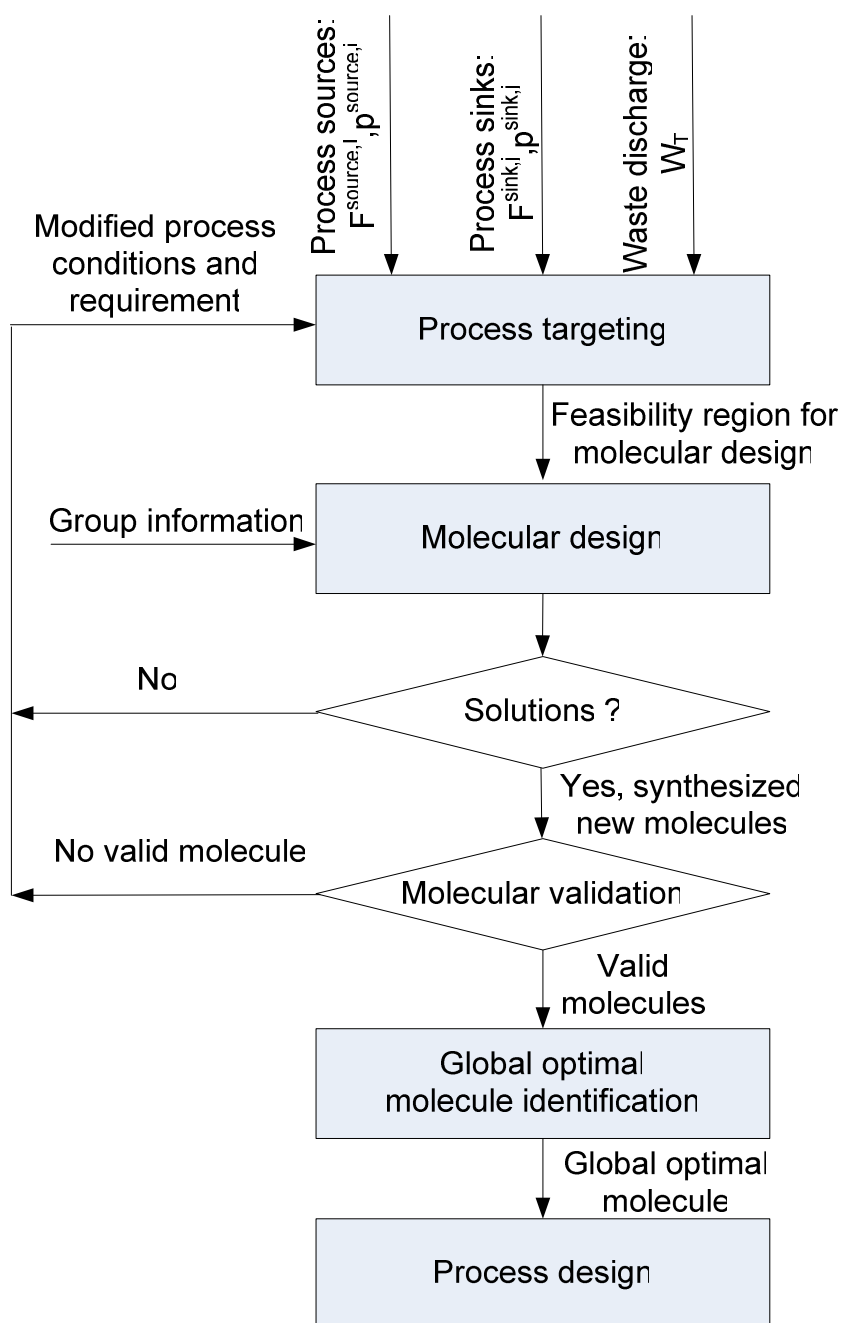 Process sources:
F^source,I,p^source,i
Process sinks:
F^sink,j,p^sink,j
Waste discharge:
W_T
Modified process
conditions and
requirement
Process targeting
Feasibility region for
molecular design
Group information
Molecular design
No
Solutions ?
Yes, synthesized
new molecules
No valid molecule
Molecular validation
Valid
molecules
Global optimal
molecule identification
Global optimal
molecule
Process design